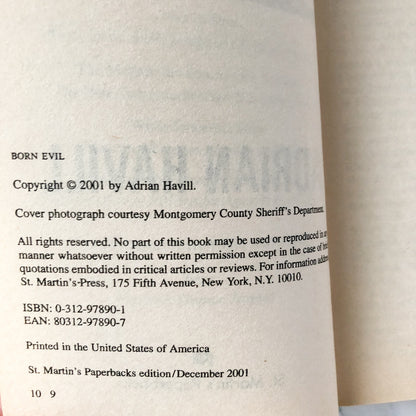 BORN EVIL
Copyright © 2001 by Adrian Havill.
Cover photograph courtesy Montgomery County Sheriff's Department.
All rights reserved. No part of this book may be used or reproduced in
manner whatsoever without written permission except in the case of
quotations embodied in critical articles or reviews. For information
St. Martin's Press, 175 Fifth Avenue, New York, N.Y. 10010.
ISBN: 0-312-97890-1
EAN: 80312-97890-7
Printed in the United States of America
St. Martin's Paperbacks edition/December 2001
10 9